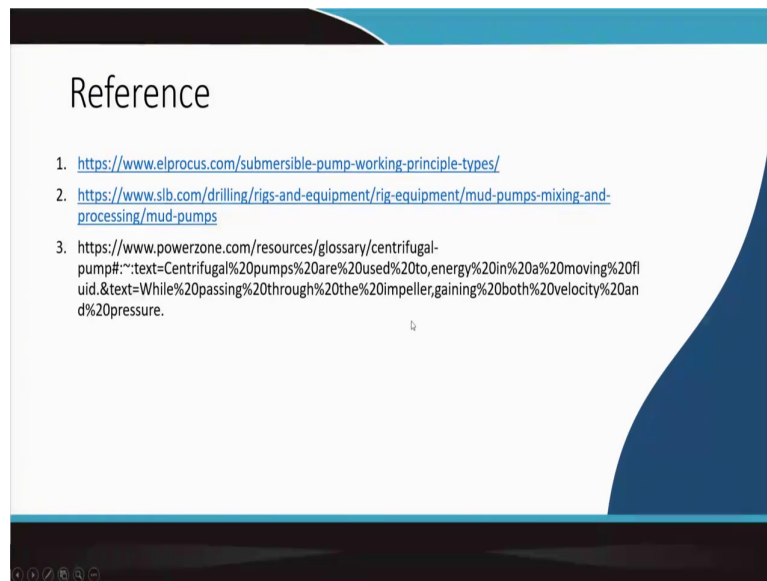 Reference
1. https://www.elprocus.com/submersible-pump-working-principle-types/
2. https://www.slb.com/drilling/rigs-and-equipment/rig-equipment/mud-pumps-mixing-and-
processing/mud-pumps
3. https://www.powerzone.com/resources/glossary/centrifugal-
pump#:~:text=Centrifugal%20pumps%20are%20used%20to,energy%20in%20a%20moving%20fl
uid.&text=While%20passing%20through%20the%20impeller,gaining%20both%20velocity%20an
d%20pressure.